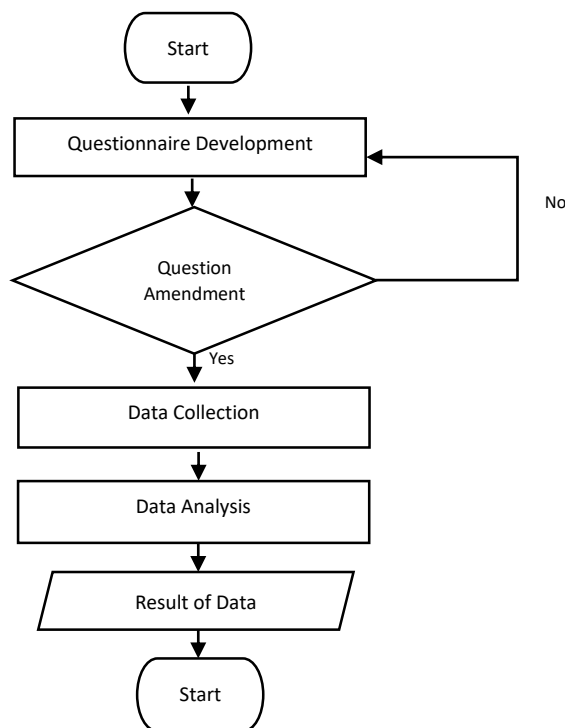 Start
Questionnaire Development
No
Question
Amendment
Yes
Data Collection
Data Analysis
Result of Data
Start